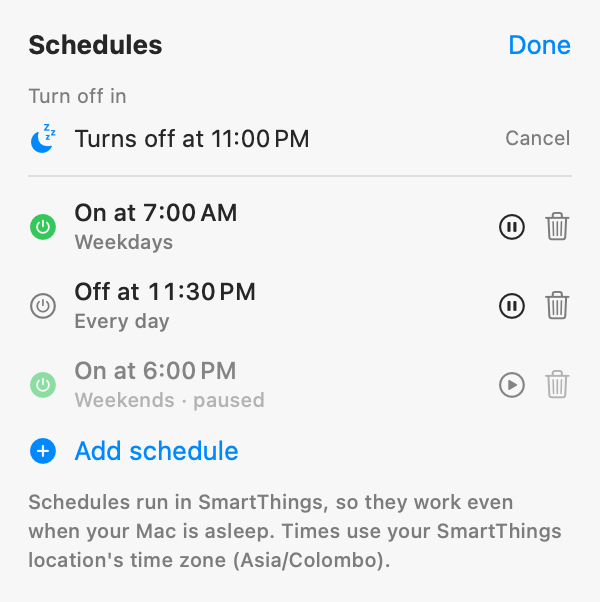 Schedules
Done
Turn off in
Turns off at 11:00 PM
Cancel
On at 7:00 AM
Weekdays
Off at 11:30 PM
Every day
On at 6:00 PM
Weekends · paused
Add schedule
Schedules run in SmartThings, so they work even
when your Mac is asleep. Times use your SmartThings
location's time zone (Asia/Colombo).